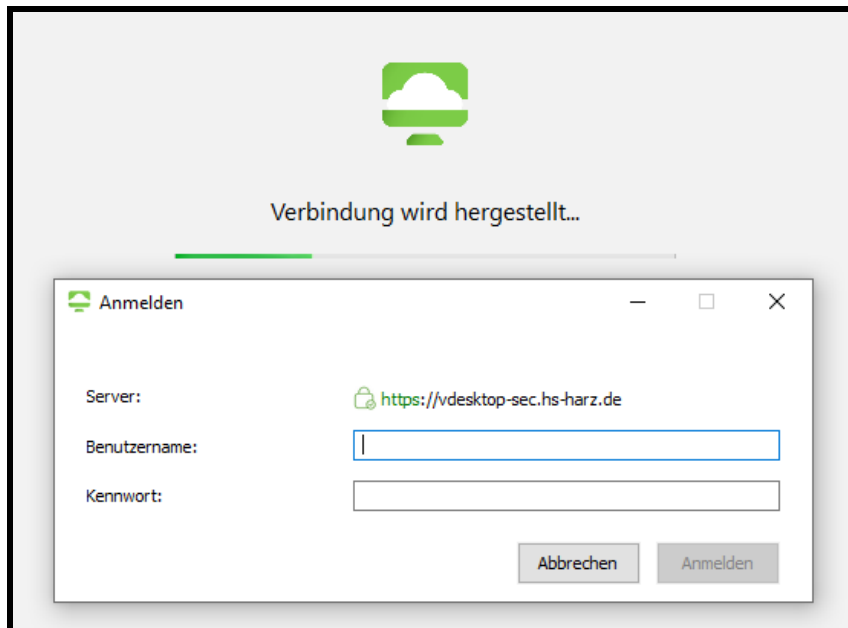 Verbindung wird hergestellt...
Anmelden
Server: https://vdesktop-sec.hs-harz.de
Benutzername:
Kennwort:
Abbrechen Anmelden